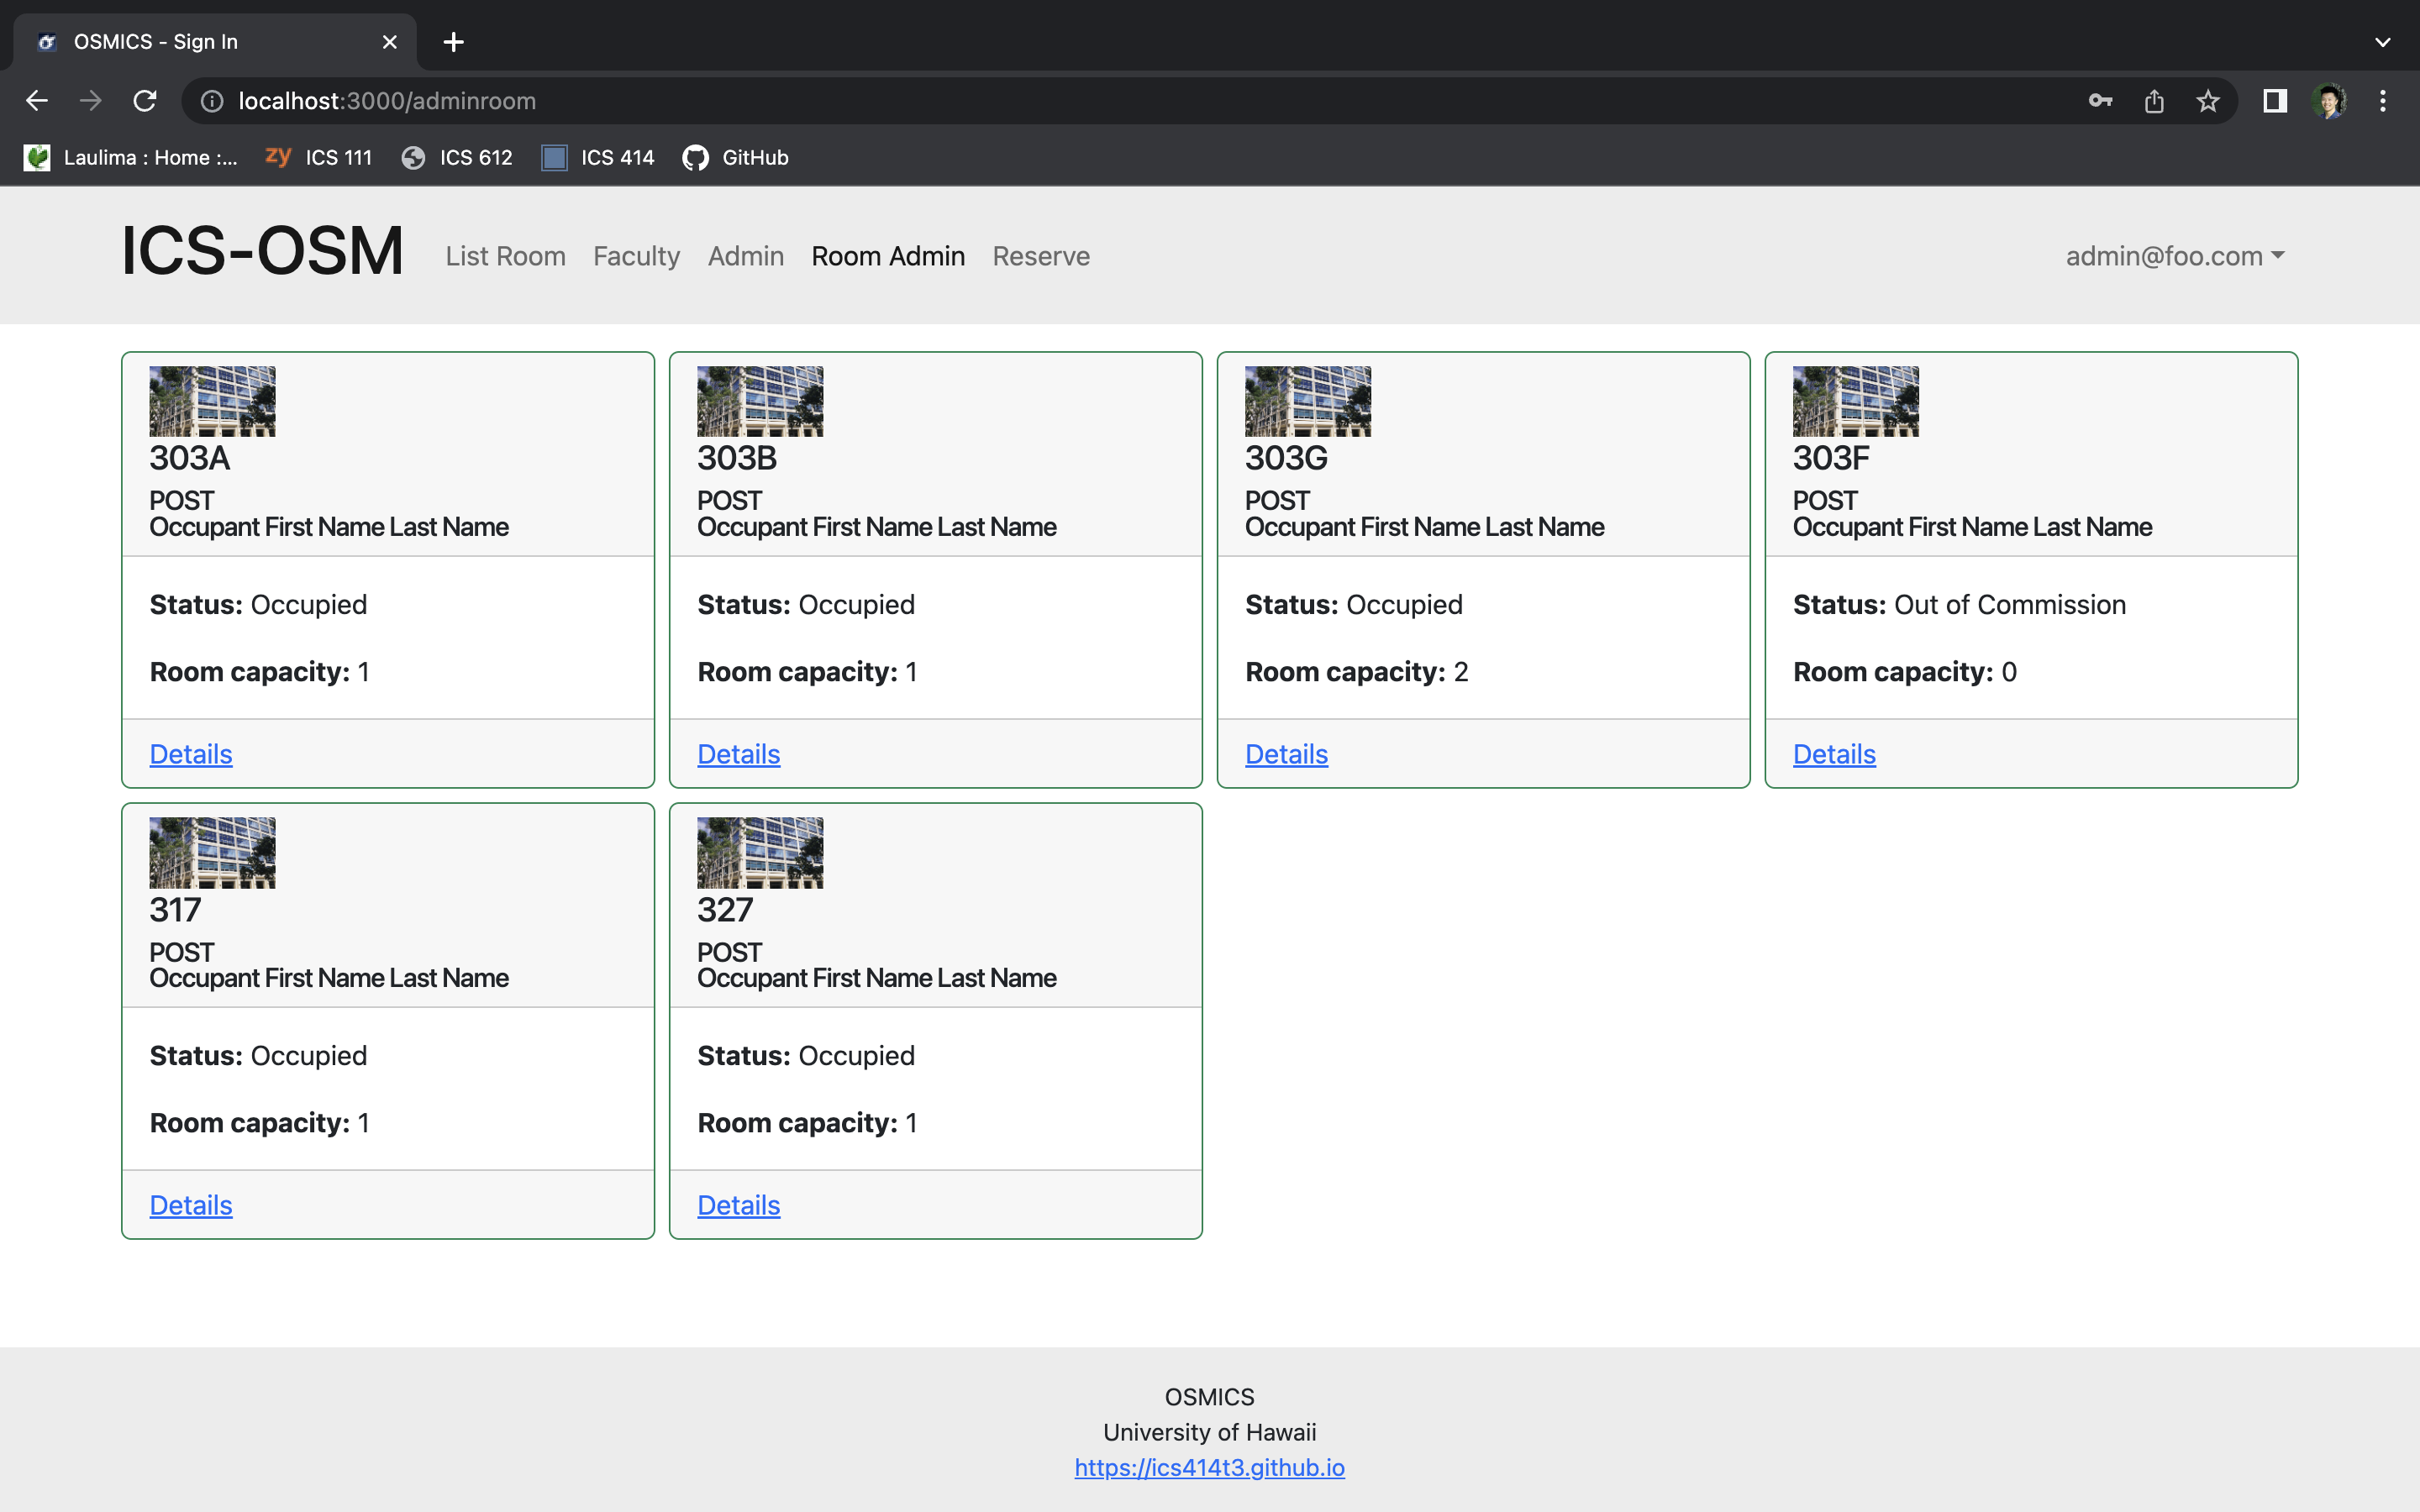 OSMICS - Sign In
localhost:3000/adminroom
Laulima : Home :...
zy ICS 111
ICS 612
ICS 414
GitHub
ICS-OSM
List Room
Faculty
Admin
Room Admin
Reserve
admin@foo.com
303A
POST
Occupant First Name Last Name
Status: Occupied
Room capacity: 1
Details
303B
POST
Occupant First Name Last Name
Status: Occupied
Room capacity: 1
Details
303G
POST
Occupant First Name Last Name
Status: Occupied
Room capacity: 2
Details
303F
POST
Occupant First Name Last Name
Status: Out of Commission
Room capacity: 0
Details
317
POST
Occupant First Name Last Name
Status: Occupied
Room capacity: 1
Details
327
POST
Occupant First Name Last Name
Status: Occupied
Room capacity: 1
Details
OSMICS
University of Hawaii
https://ics414t3.github.io